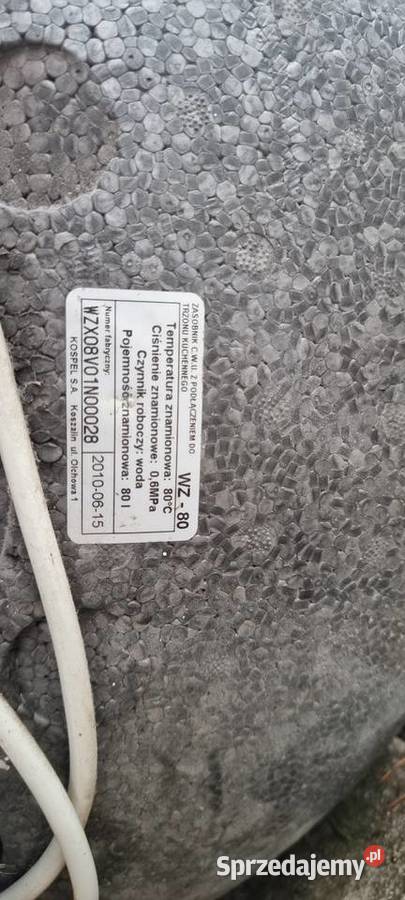 ZASOBNIK C.W.U. Z PODŁĄCZENIEM DO
TRZONU KUCHENNEGO
WZ - 80
Temperatura znamionowa: 80°C
Ciśnienie znamionowe: 0,6MPa
Czynnik roboczy: woda
Pojemność znamionowa: 80 l
Numer fabryczny:
WZX08V01N00028 2010-06-15
KOSPEL S.A. Koszalin ul. Olchowa 1
Sprzedajemy.pl